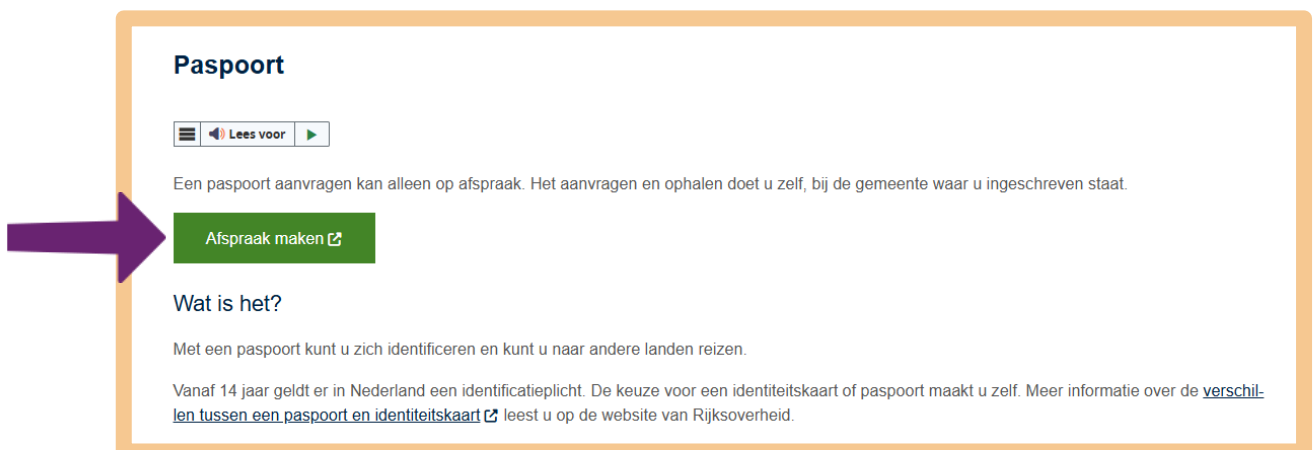 Paspoort
Lees voor
Een paspoort aanvragen kan alleen op afspraak. Het aanvragen en ophalen doet u zelf, bij de gemeente waar u ingeschreven staat.
Afspraak maken
Wat is het?
Met een paspoort kunt u zich identificeren en kunt u naar andere landen reizen.
Vanaf 14 jaar geldt er in Nederland een identificatieplicht. De keuze voor een identiteitskaart of paspoort maakt u zelf. Meer informatie over de verschil-
len tussen een paspoort en identiteitskaart leest u op de website van Rijksoverheid.